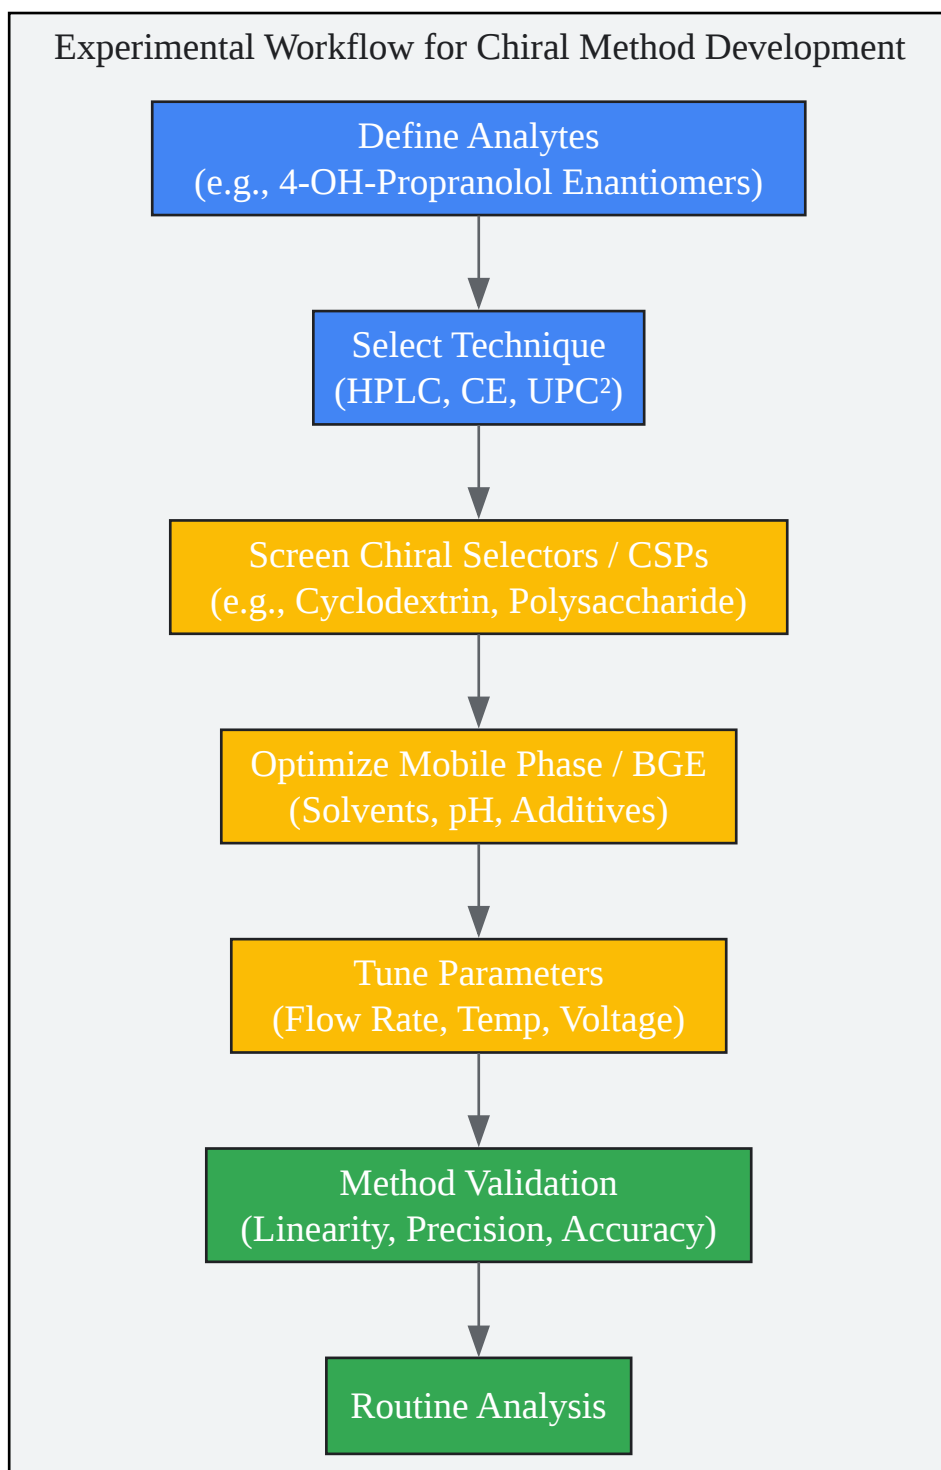 Experimental Workflow for Chiral Method Development
Define Analytes
(e.g., 4-OH-Propranolol Enantiomers)
Select Technique
(HPLC, CE, UPC²)
Screen Chiral Selectors / CSPs
(e.g., Cyclodextrin, Polysaccharide)
Optimize Mobile Phase / BGE
(Solvents, pH, Additives)
Tune Parameters
(Flow Rate, Temp, Voltage)
Method Validation
(Linearity, Precision, Accuracy)
Routine Analysis